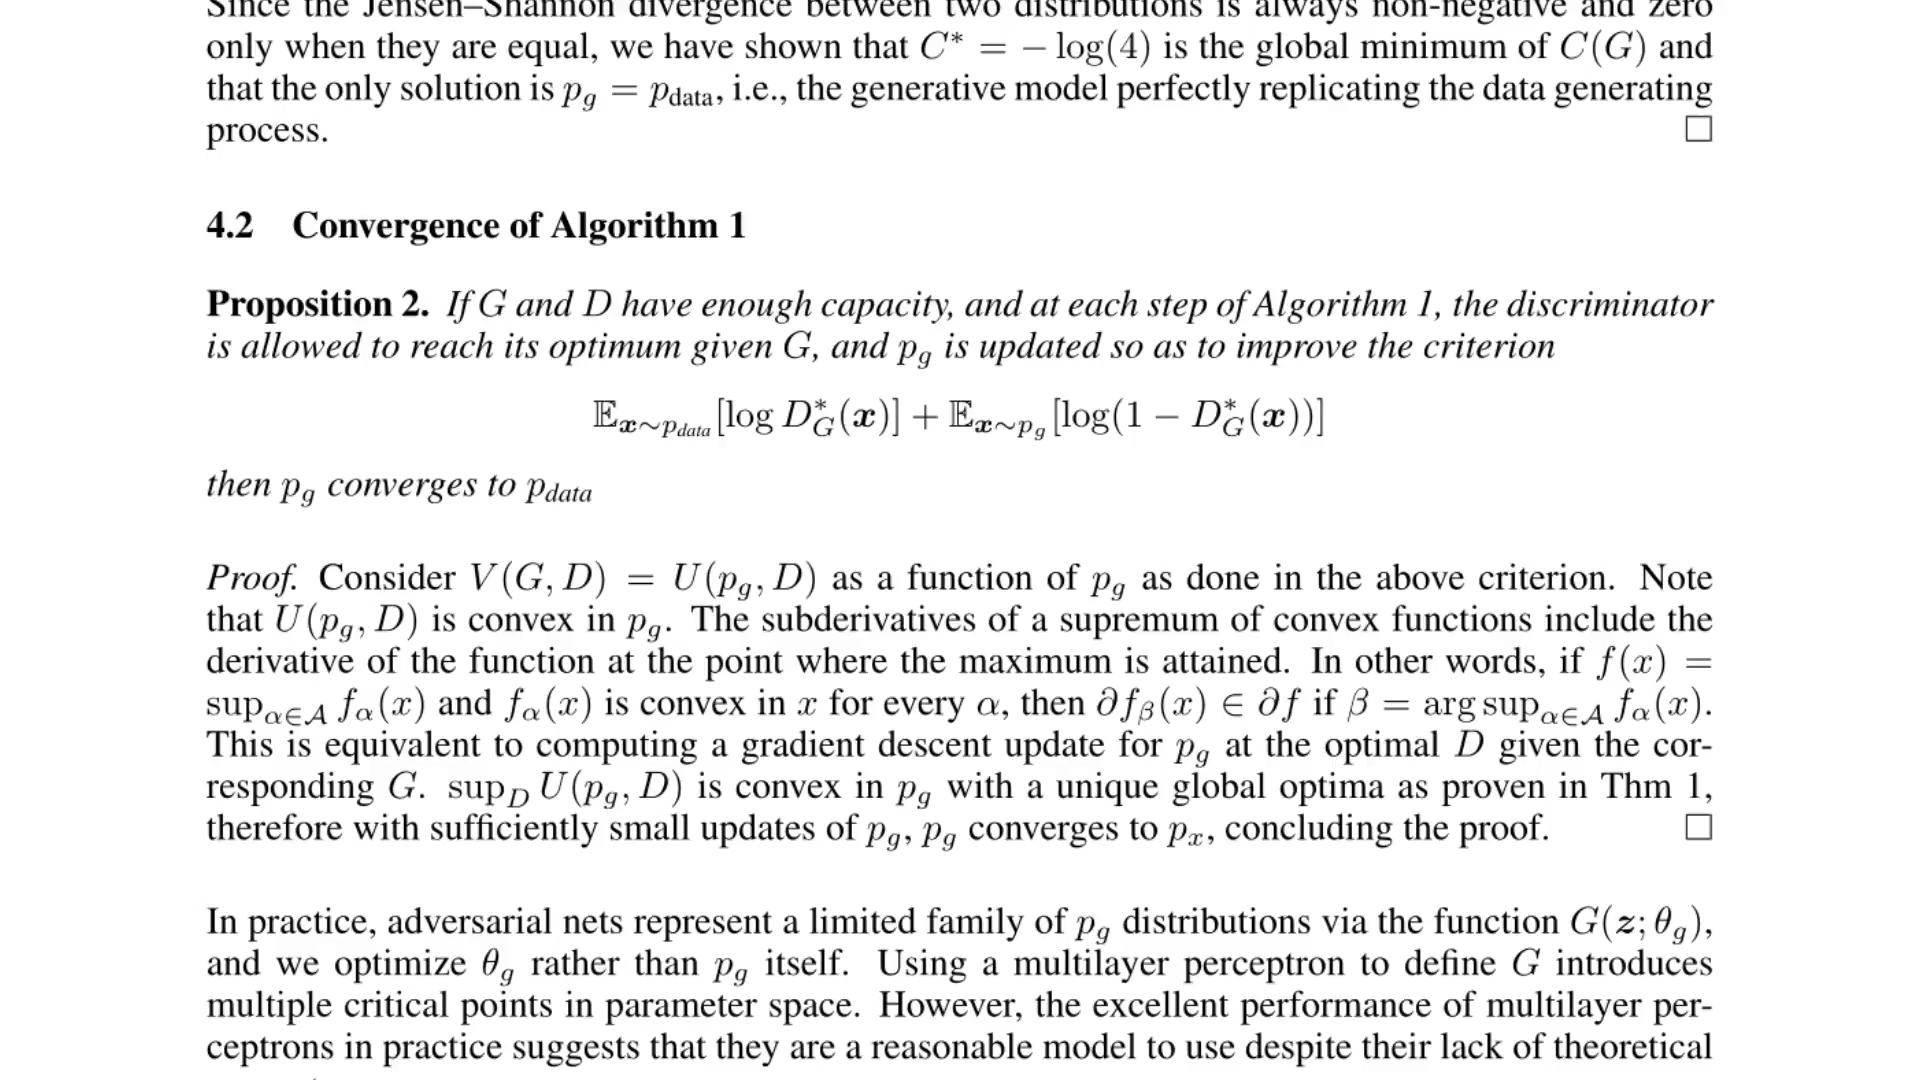 Since the Jensen–Shannon divergence between two distributions is always non-negative and zero
only when they are equal, we have shown that C* = − log(4) is the global minimum of C(G) and
that the only solution is p_g = p_data, i.e., the generative model perfectly replicating the data generating
process. □
4.2 Convergence of Algorithm 1
Proposition 2. If G and D have enough capacity, and at each step of Algorithm 1, the discriminator
is allowed to reach its optimum given G, and p_g is updated so as to improve the criterion
𝔼_{x∼p_data}[log D*_G(x)] + 𝔼_{x∼p_g}[log(1 − D*_G(x))]
then p_g converges to p_data
Proof. Consider V(G, D) = U(p_g, D) as a function of p_g as done in the above criterion. Note
that U(p_g, D) is convex in p_g. The subderivatives of a supremum of convex functions include the
derivative of the function at the point where the maximum is attained. In other words, if f(x) =
sup_{α∈𝒜} f_α(x) and f_α(x) is convex in x for every α, then ∂f_β(x) ∈ ∂f if β = arg sup_{α∈𝒜} f_α(x).
This is equivalent to computing a gradient descent update for p_g at the optimal D given the cor-
responding G. sup_D U(p_g, D) is convex in p_g with a unique global optima as proven in Thm 1,
therefore with sufficiently small updates of p_g, p_g converges to p_x, concluding the proof. □
In practice, adversarial nets represent a limited family of p_g distributions via the function G(z; θ_g),
and we optimize θ_g rather than p_g itself. Using a multilayer perceptron to define G introduces
multiple critical points in parameter space. However, the excellent performance of multilayer per-
ceptrons in practice suggests that they are a reasonable model to use despite their lack of theoretical